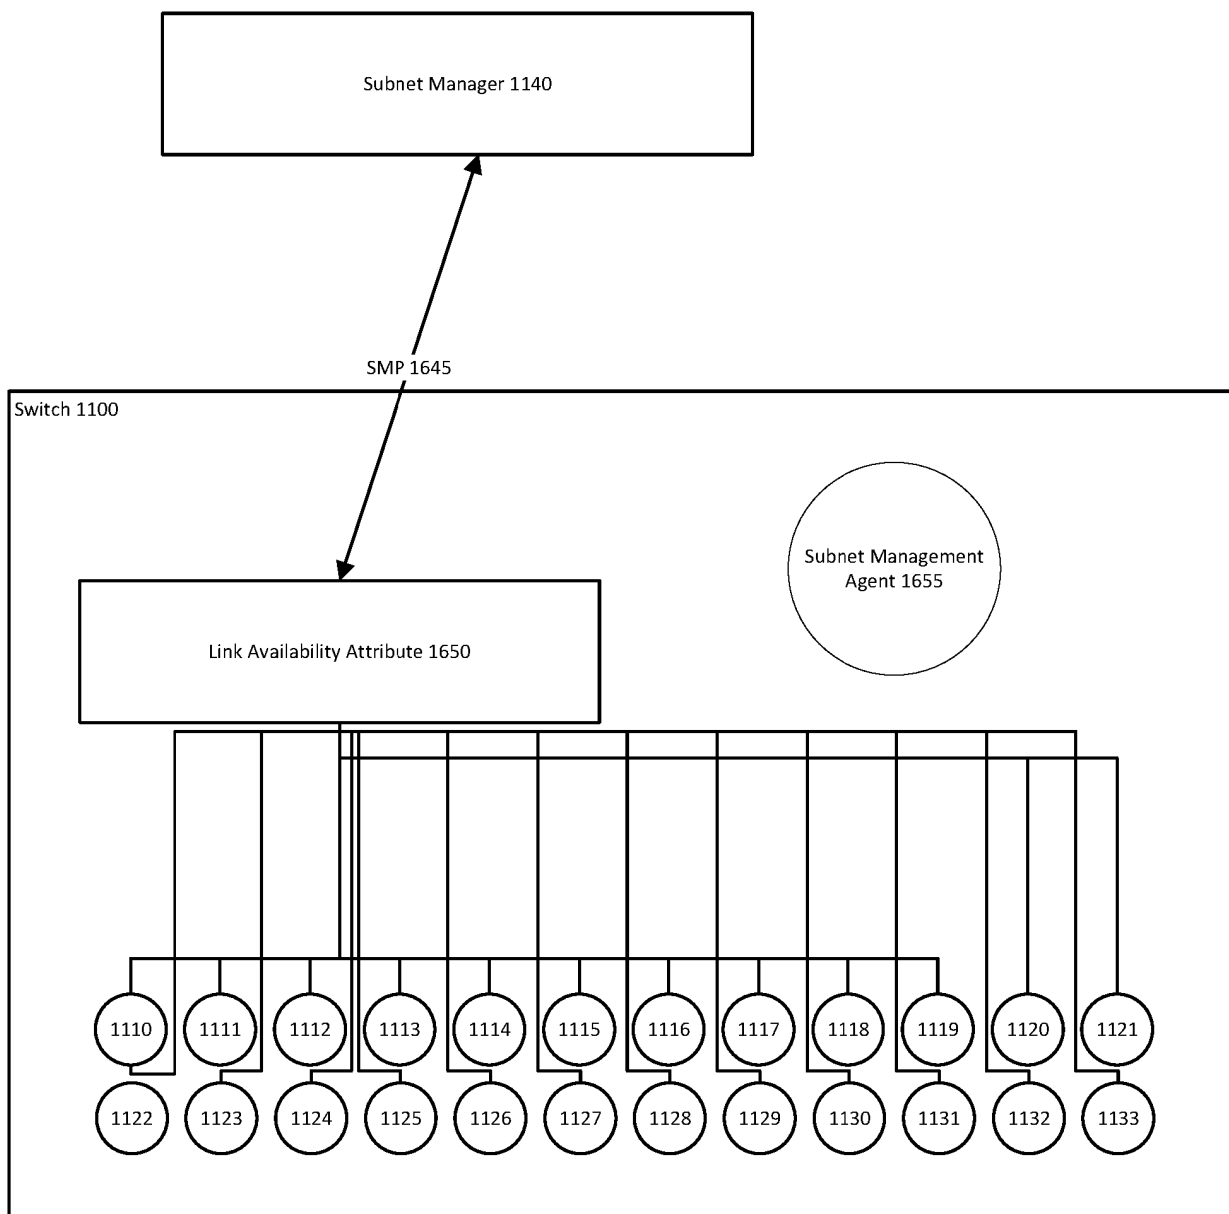 Subnet Manager 1140
SMP 1645
Switch 1100
Subnet Management
Agent 1655
Link Availability Attribute 1650
1110 1111 1112 1113 1114 1115 1116 1117 1118 1119 1120 1121
1122 1123 1124 1125 1126 1127 1128 1129 1130 1131 1132 1133